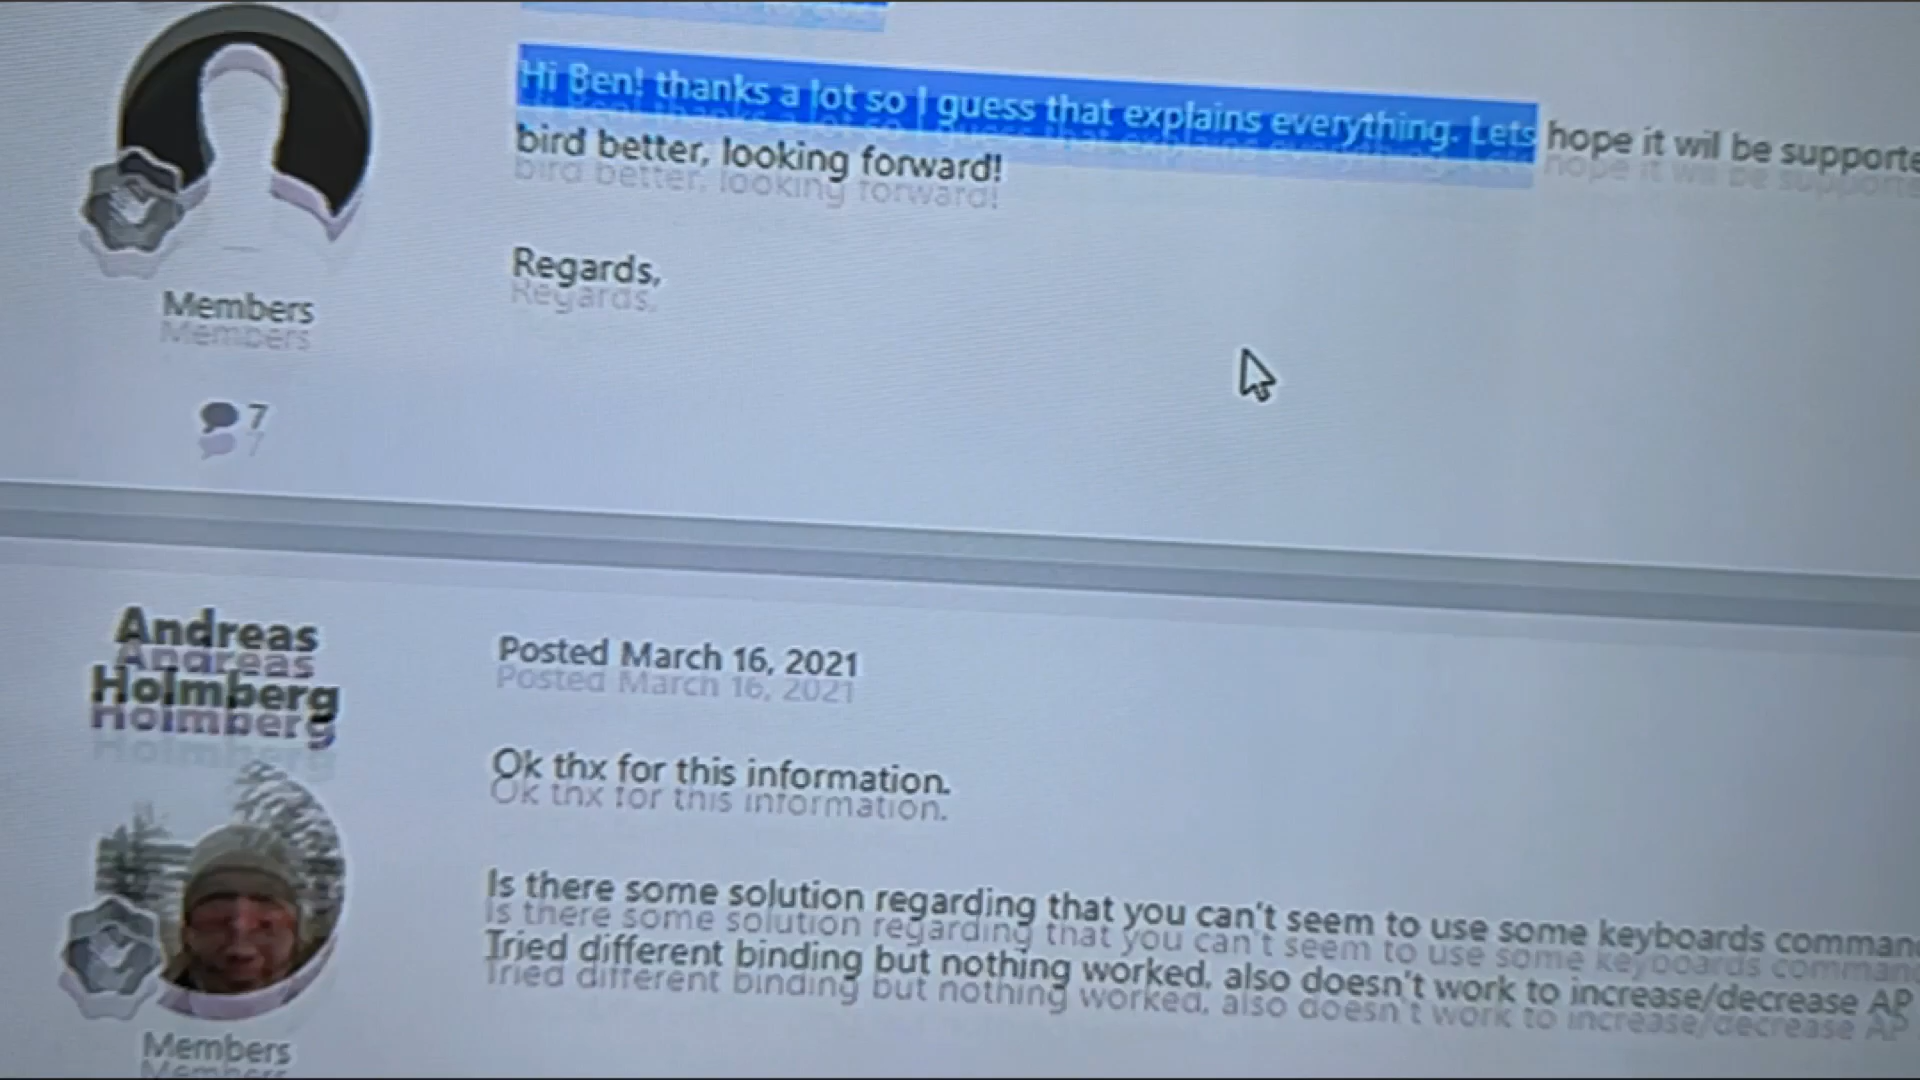 Hi Ben! thanks a lot so I guess that explains everything. Lets hope it wil be supporte
bird better, looking forward!
Regards,
Members
7
Andreas
Holmberg
Posted March 16, 2021
Ok thx for this information.
Is there some solution regarding that you can't seem to use some keyboards comman
Tried different binding but nothing worked, also doesn't work to increase/decrease AP
Members